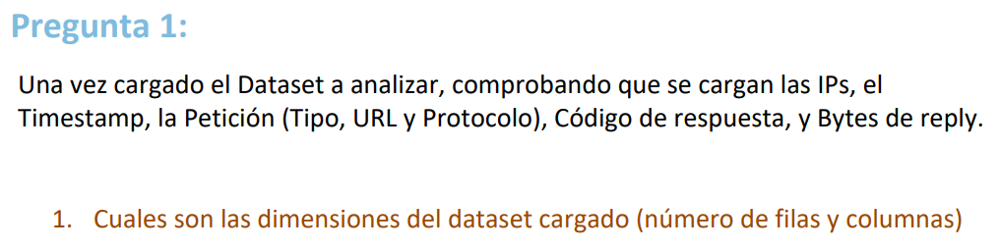 Pregunta 1:
Una vez cargado el Dataset a analizar, comprobando que se cargan las IPs, el
Timestamp, la Petición (Tipo, URL y Protocolo), Código de respuesta, y Bytes de reply.
1. Cuales son las dimensiones del dataset cargado (número de filas y columnas)